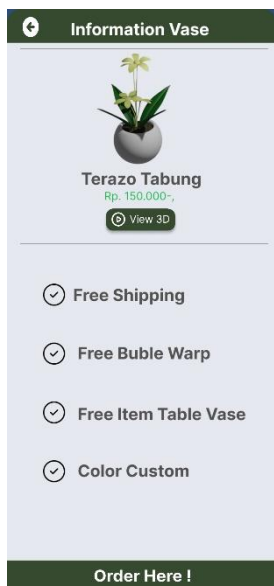 Information Vase
Terazo Tabung
Rp. 150.000-,
View 3D
Free Shipping
Free Buble Warp
Free Item Table Vase
Color Custom
Order Here !